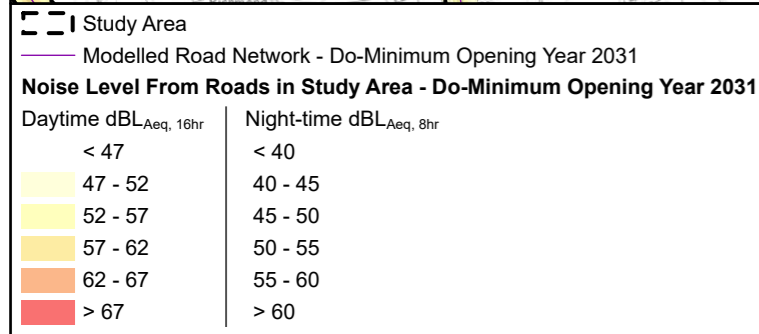 Study Area
Modelled Road Network - Do-Minimum Opening Year 2031
Noise Level From Roads in Study Area - Do-Minimum Opening Year 2031
Daytime dBLAeq, 16hr Night-time dBLAeq, 8hr
< 47 < 40
47 - 52 40 - 45
52 - 57 45 - 50
57 - 62 50 - 55
62 - 67 55 - 60
> 67 > 60